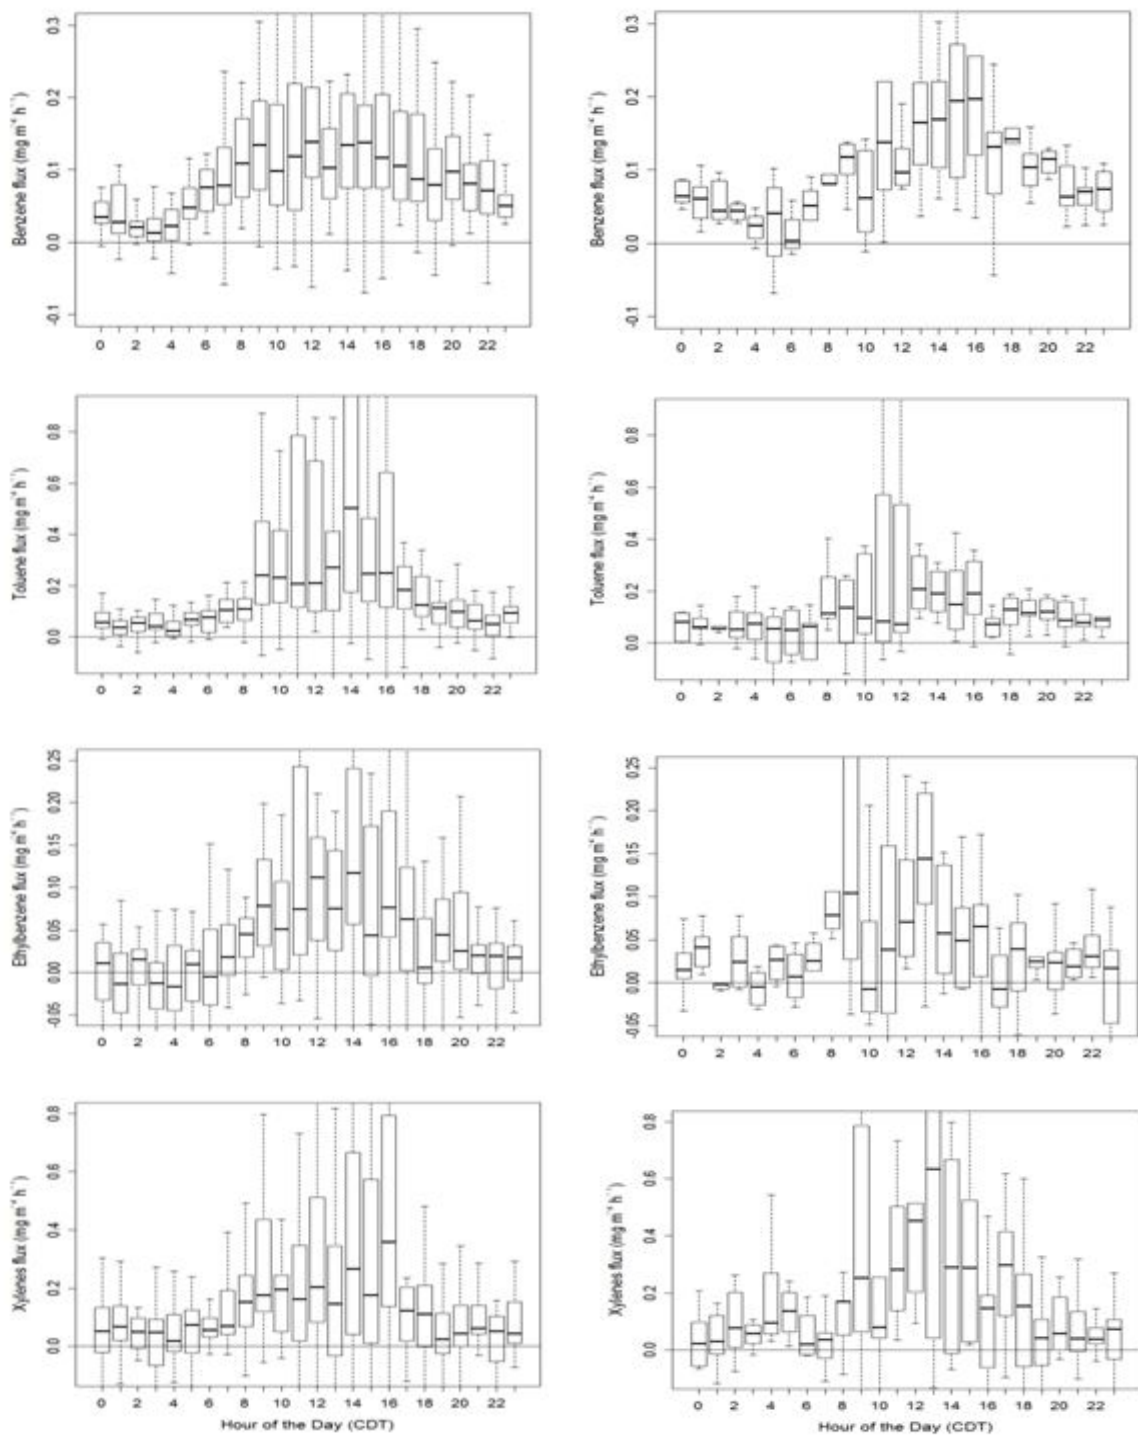 Benzene flux (mg m⁻² h⁻¹)
0.3
0.2
0.1
0.0
-0.1
0 2 4 6 8 10 12 14 16 18 20 22
Benzene flux (mg m⁻² h⁻¹)
0.3
0.2
0.1
0.0
-0.1
0 2 4 6 8 10 12 14 16 18 20 22
Toluene flux (mg m⁻² h⁻¹)
0.8
0.6
0.4
0.2
0.0
0 2 4 6 8 10 12 14 16 18 20 22
Toluene flux (mg m⁻² h⁻¹)
0.8
0.6
0.4
0.2
0.0
0 2 4 6 8 10 12 14 16 18 20 22
Ethylbenzene flux (mg m⁻² h⁻¹)
0.25
0.20
0.15
0.10
0.05
0.00
-0.05
0 2 4 6 8 10 12 14 16 18 20 22
Ethylbenzene flux (mg m⁻² h⁻¹)
0.25
0.20
0.15
0.10
0.05
0.00
-0.05
0 2 4 6 8 10 12 14 16 18 20 22
Xylenes flux (mg m⁻² h⁻¹)
0.8
0.6
0.4
0.2
0.0
0 2 4 6 8 10 12 14 16 18 20 22
Hour of the Day (CDT)
Xylenes flux (mg m⁻² h⁻¹)
0.8
0.6
0.4
0.2
0.0
0 2 4 6 8 10 12 14 16 18 20 22
Hour of the Day (CDT)